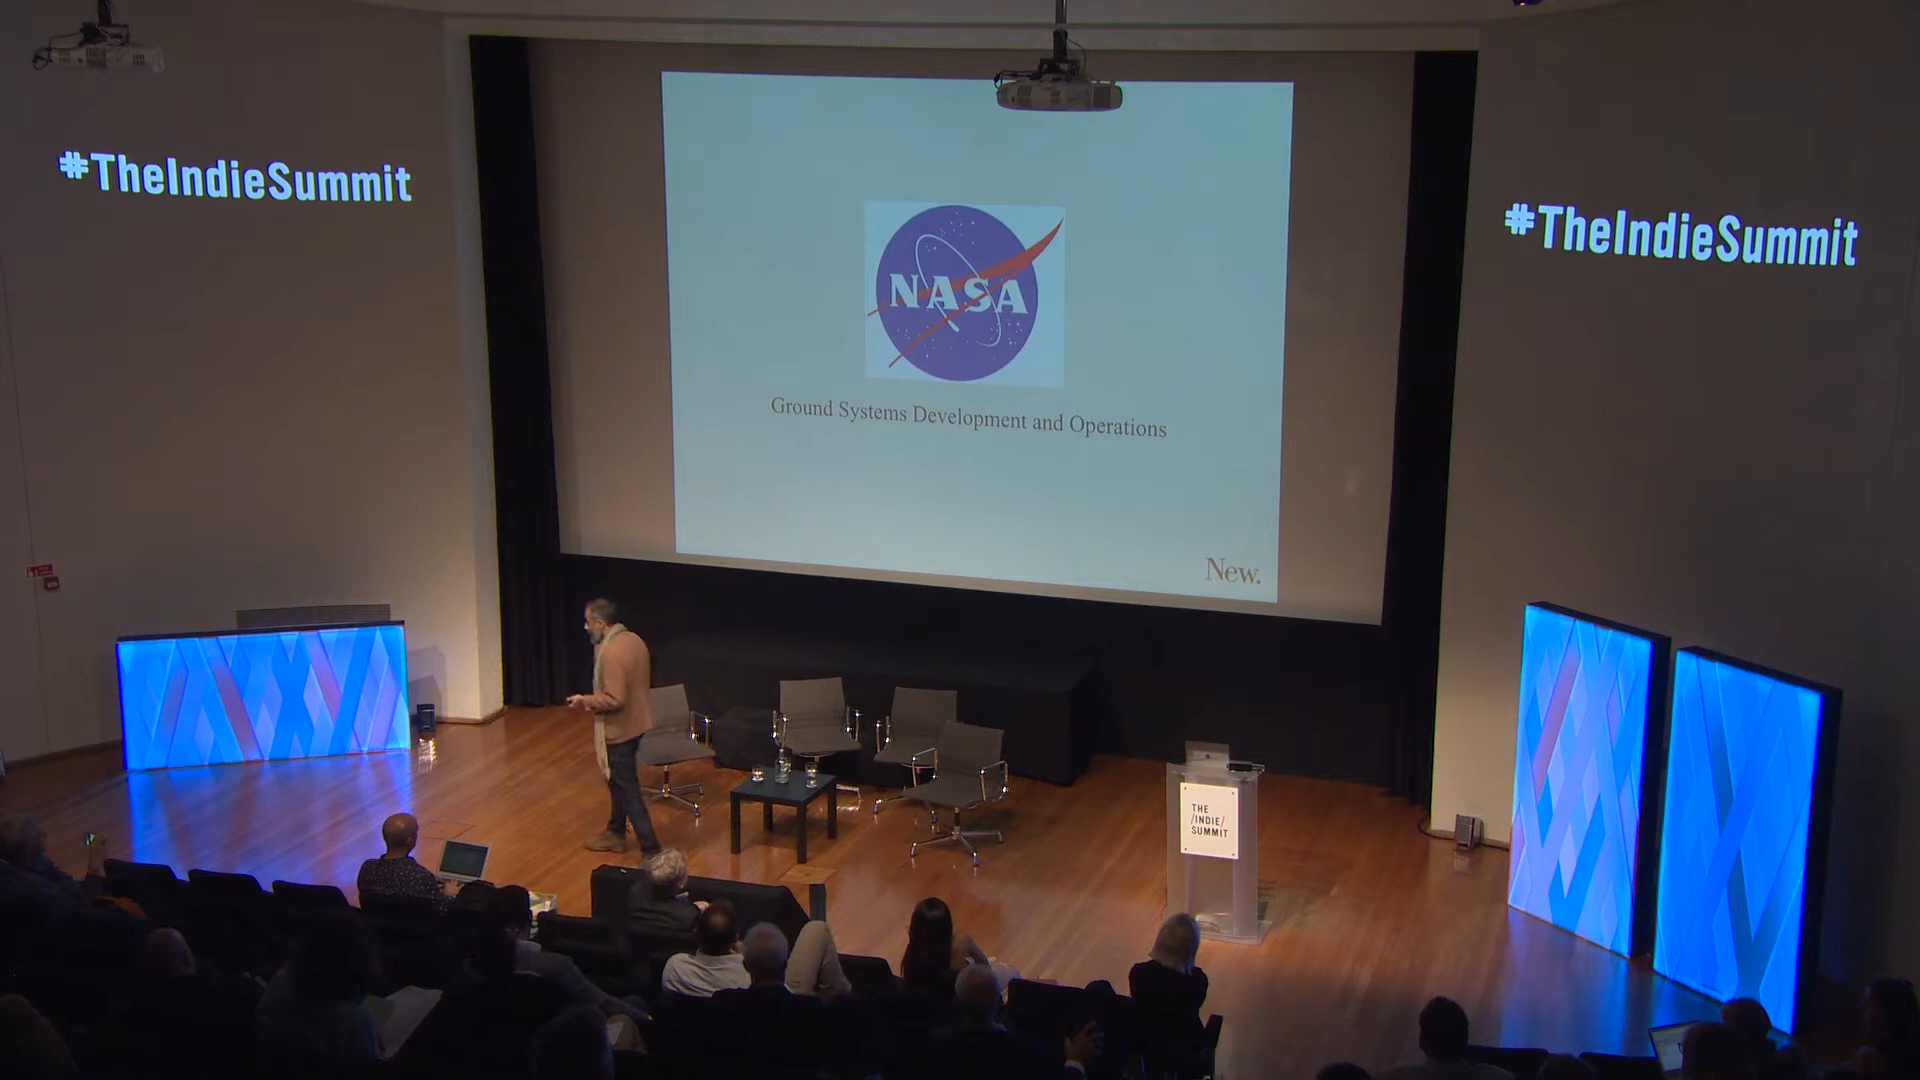 #TheIndieSummit
#TheIndieSummit
NASA
Ground Systems Development and Operations
New.
THE
/INDIE/
SUMMIT